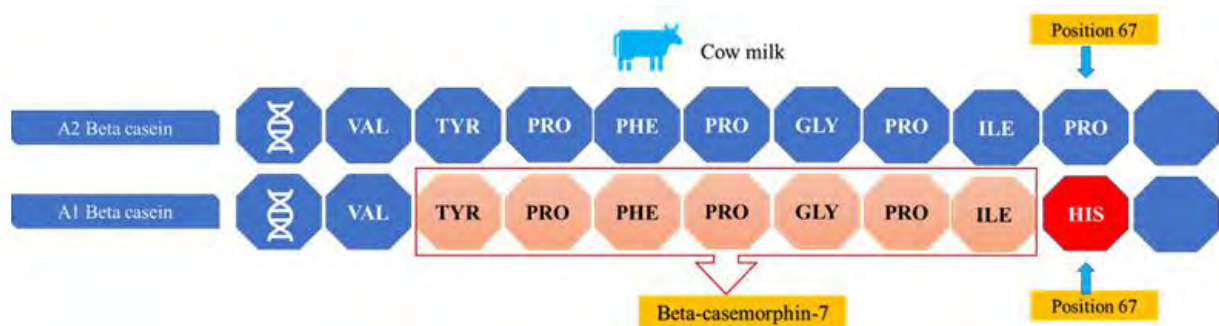 Position 67
Cow milk
A2 Beta casein VAL TYR PRO PHE PRO GLY PRO ILE PRO
A1 Beta casein VAL TYR PRO PHE PRO GLY PRO ILE HIS
Beta-casemorphin-7 Position 67